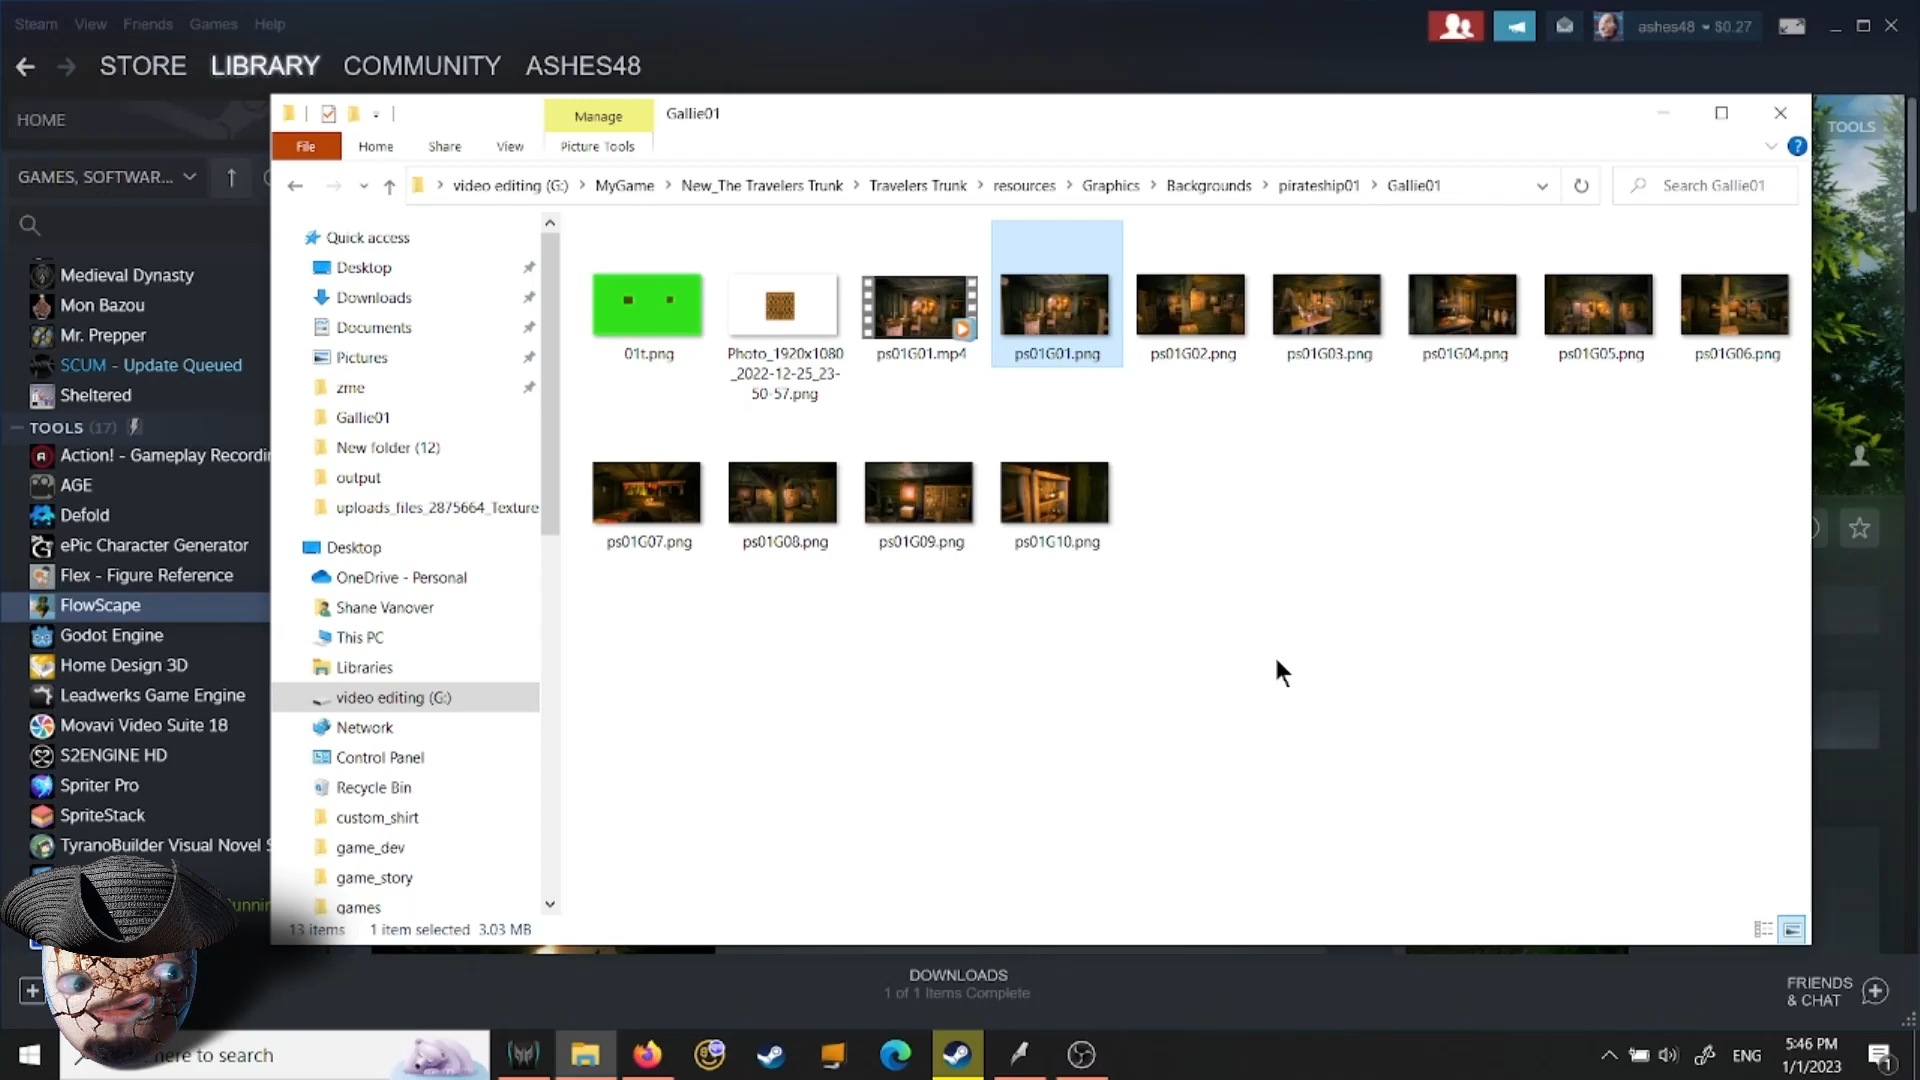 Steam View Friends Games Help
ashes48 $0.27
STORE LIBRARY COMMUNITY ASHES48
HOME
GAMES, SOFTWAR...
Medieval Dynasty
Mon Bazou
Mr. Prepper
SCUM - Update Queued
Sheltered
TOOLS (17)
Action! - Gameplay Recordin
AGE
Defold
ePic Character Generator
Flex - Figure Reference
FlowScape
Godot Engine
Home Design 3D
Leadwerks Game Engine
Movavi Video Suite 18
S2ENGINE HD
Spriter Pro
SpriteStack
TyranoBuilder Visual Novel S
TOOLS
Manage Gallie01
File Home Share View Picture Tools
video editing (G:) MyGame New_The Travelers Trunk Travelers Trunk resources Graphics Backgrounds pirateship01 Gallie01
Search Gallie01
Quick access
Desktop
Downloads
Documents
Pictures
zme
Gallie01
New folder (12)
output
uploads_files_2875664_Texture
Desktop
OneDrive - Personal
Shane Vanover
This PC
Libraries
video editing (G:)
Network
Control Panel
Recycle Bin
custom_shirt
game_dev
game_story
games
01t.png
Photo_1920x1080
_2022-12-25_23-
50-57.png
ps01G01.mp4
ps01G01.png
ps01G02.png
ps01G03.png
ps01G04.png
ps01G05.png
ps01G06.png
ps01G07.png
ps01G08.png
ps01G09.png
ps01G10.png
13 items 1 item selected 3.03 MB
DOWNLOADS
1 of 1 Items Complete
FRIENDS
& CHAT
here to search
ENG
5:46 PM
1/1/2023
1